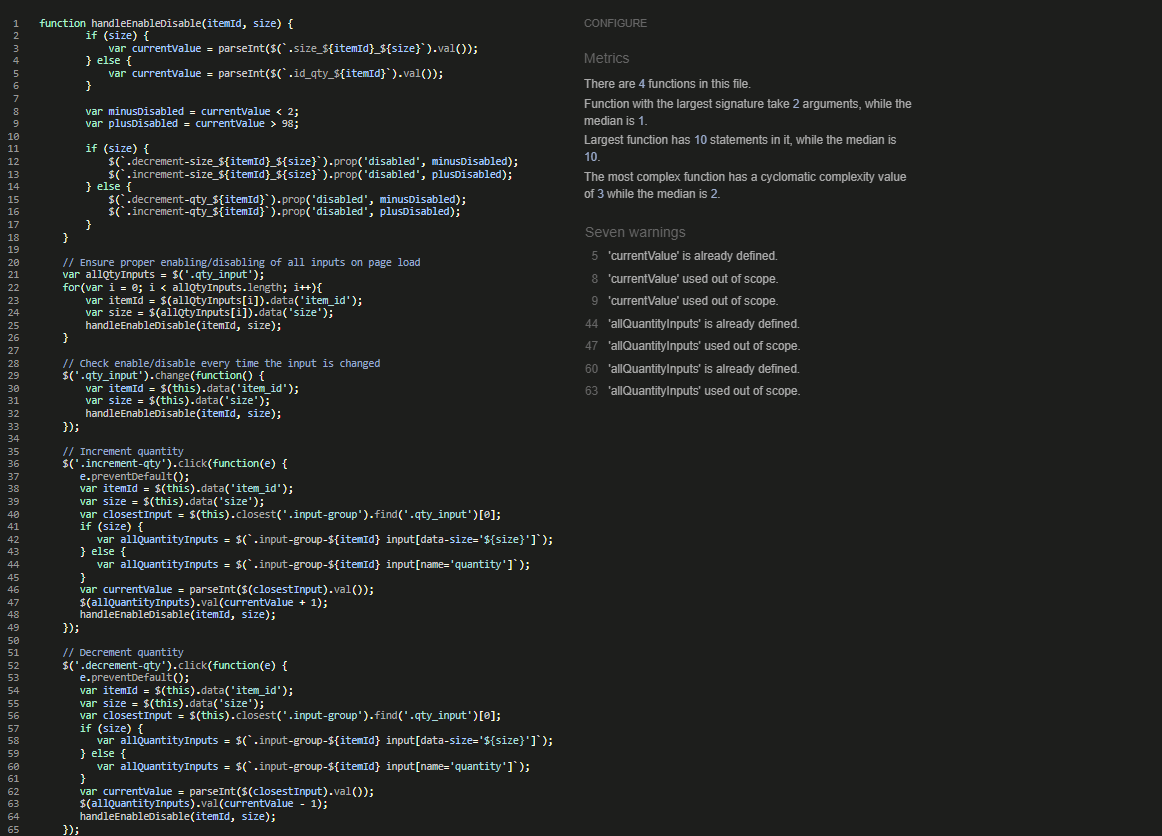 1 function handleEnableDisable(itemId, size) {
2 if (size) {
3 var currentValue = parseInt($(`.size_${itemId}_${size}`).val());
4 } else {
5 var currentValue = parseInt($(`.id_qty_${itemId}`).val());
6 }
7
8 var minusDisabled = currentValue < 2;
9 var plusDisabled = currentValue > 98;
10
11 if (size) {
12 $(`.decrement-size_${itemId}_${size}`).prop('disabled', minusDisabled);
13 $(`.increment-size_${itemId}_${size}`).prop('disabled', plusDisabled);
14 } else {
15 $(`.decrement-qty_${itemId}`).prop('disabled', minusDisabled);
16 $(`.increment-qty_${itemId}`).prop('disabled', plusDisabled);
17 }
18 }
19
20 // Ensure proper enabling/disabling of all inputs on page load
21 var allQtyInputs = $('.qty_input');
22 for(var i = 0; i < allQtyInputs.length; i++){
23 var itemId = $(allQtyInputs[i]).data('item_id');
24 var size = $(allQtyInputs[i]).data('size');
25 handleEnableDisable(itemId, size);
26 }
27
28 // Check enable/disable every time the input is changed
29 $('.qty_input').change(function() {
30 var itemId = $(this).data('item_id');
31 var size = $(this).data('size');
32 handleEnableDisable(itemId, size);
33 });
34
35 // Increment quantity
36 $('.increment-qty').click(function(e) {
37 e.preventDefault();
38 var itemId = $(this).data('item_id');
39 var size = $(this).data('size');
40 var closestInput = $(this).closest('.input-group').find('.qty_input')[0];
41 if (size) {
42 var allQuantityInputs = $(`.input-group-${itemId} input[data-size='${size}']`);
43 } else {
44 var allQuantityInputs = $(`.input-group-${itemId} input[name='quantity']`);
45 }
46 var currentValue = parseInt($(closestInput).val());
47 $(allQuantityInputs).val(currentValue + 1);
48 handleEnableDisable(itemId, size);
49 });
50
51 // Decrement quantity
52 $('.decrement-qty').click(function(e) {
53 e.preventDefault();
54 var itemId = $(this).data('item_id');
55 var size = $(this).data('size');
56 var closestInput = $(this).closest('.input-group').find('.qty_input')[0];
57 if (size) {
58 var allQuantityInputs = $(`.input-group-${itemId} input[data-size='${size}']`);
59 } else {
60 var allQuantityInputs = $(`.input-group-${itemId} input[name='quantity']`);
61 }
62 var currentValue = parseInt($(closestInput).val());
63 $(allQuantityInputs).val(currentValue - 1);
64 handleEnableDisable(itemId, size);
65 });
CONFIGURE
Metrics
There are 4 functions in this file.
Function with the largest signature take 2 arguments, while the
median is 1.
Largest function has 10 statements in it, while the median is
10.
The most complex function has a cyclomatic complexity value
of 3 while the median is 2.
Seven warnings
5 'currentValue' is already defined.
8 'currentValue' used out of scope.
9 'currentValue' used out of scope.
44 'allQuantityInputs' is already defined.
47 'allQuantityInputs' used out of scope.
60 'allQuantityInputs' is already defined.
63 'allQuantityInputs' used out of scope.